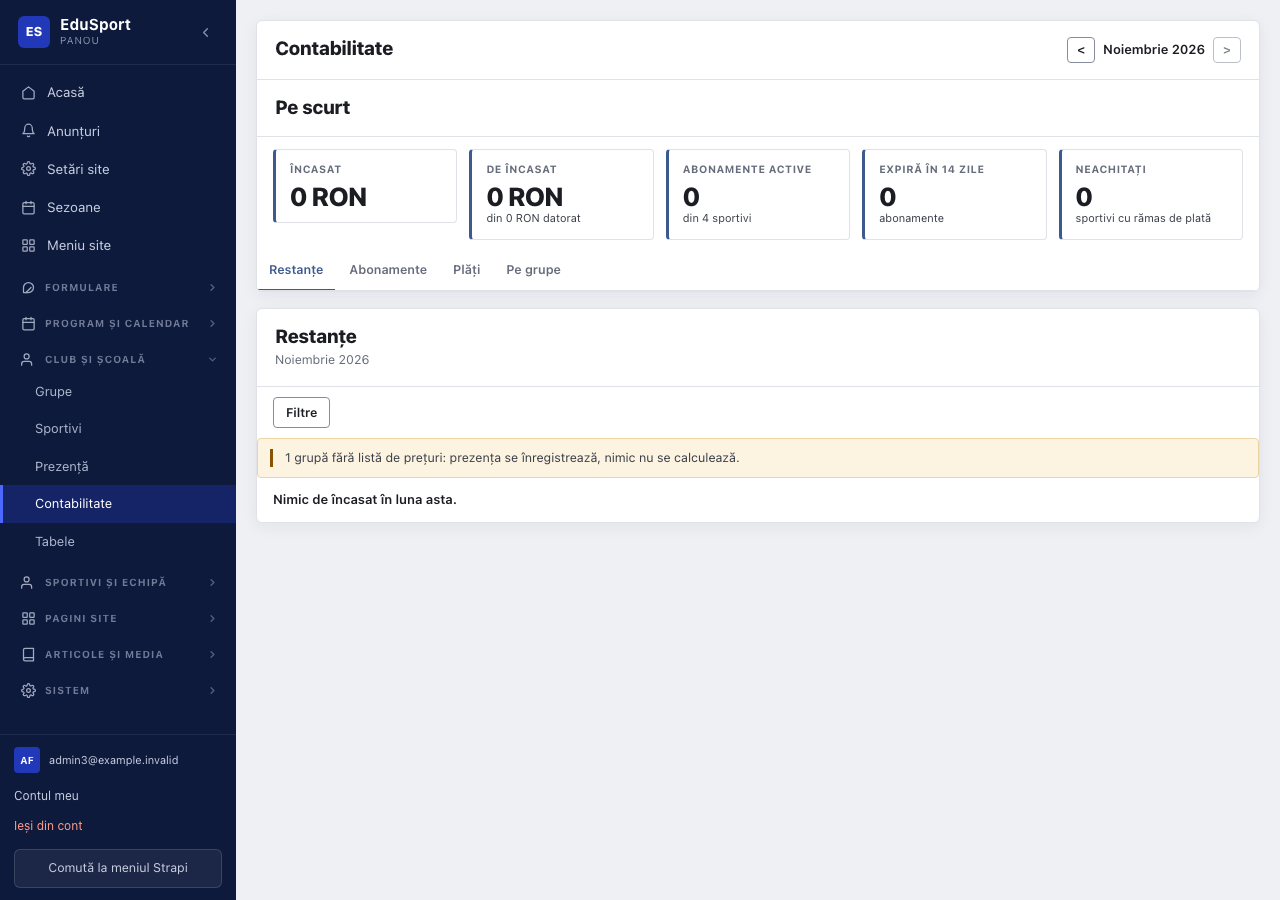 ES
EduSport
PANOU
Acasă
Anunțuri
Setări site
Sezoane
Meniu site
FORMULARE
PROGRAM ȘI CALENDAR
CLUB ȘI ȘCOALĂ
Grupe
Sportivi
Prezență
Contabilitate
Tabele
SPORTIVI ȘI ECHIPĂ
PAGINI SITE
ARTICOLE ȘI MEDIA
SISTEM
AF admin3@example.invalid
Contul meu
Ieși din cont
Comută la meniul Strapi
Contabilitate
< Noiembrie 2026 >
Pe scurt
ÎNCASAT
0 RON
DE ÎNCASAT
0 RON
din 0 RON datorat
ABONAMENTE ACTIVE
0
din 4 sportivi
EXPIRĂ ÎN 14 ZILE
0
abonamente
NEACHITAȚI
0
sportivi cu rămas de plată
Restanțe Abonamente Plăți Pe grupe
Restanțe
Noiembrie 2026
Filtre
1 grupă fără listă de prețuri: prezența se înregistrează, nimic nu se calculează.
Nimic de încasat în luna asta.